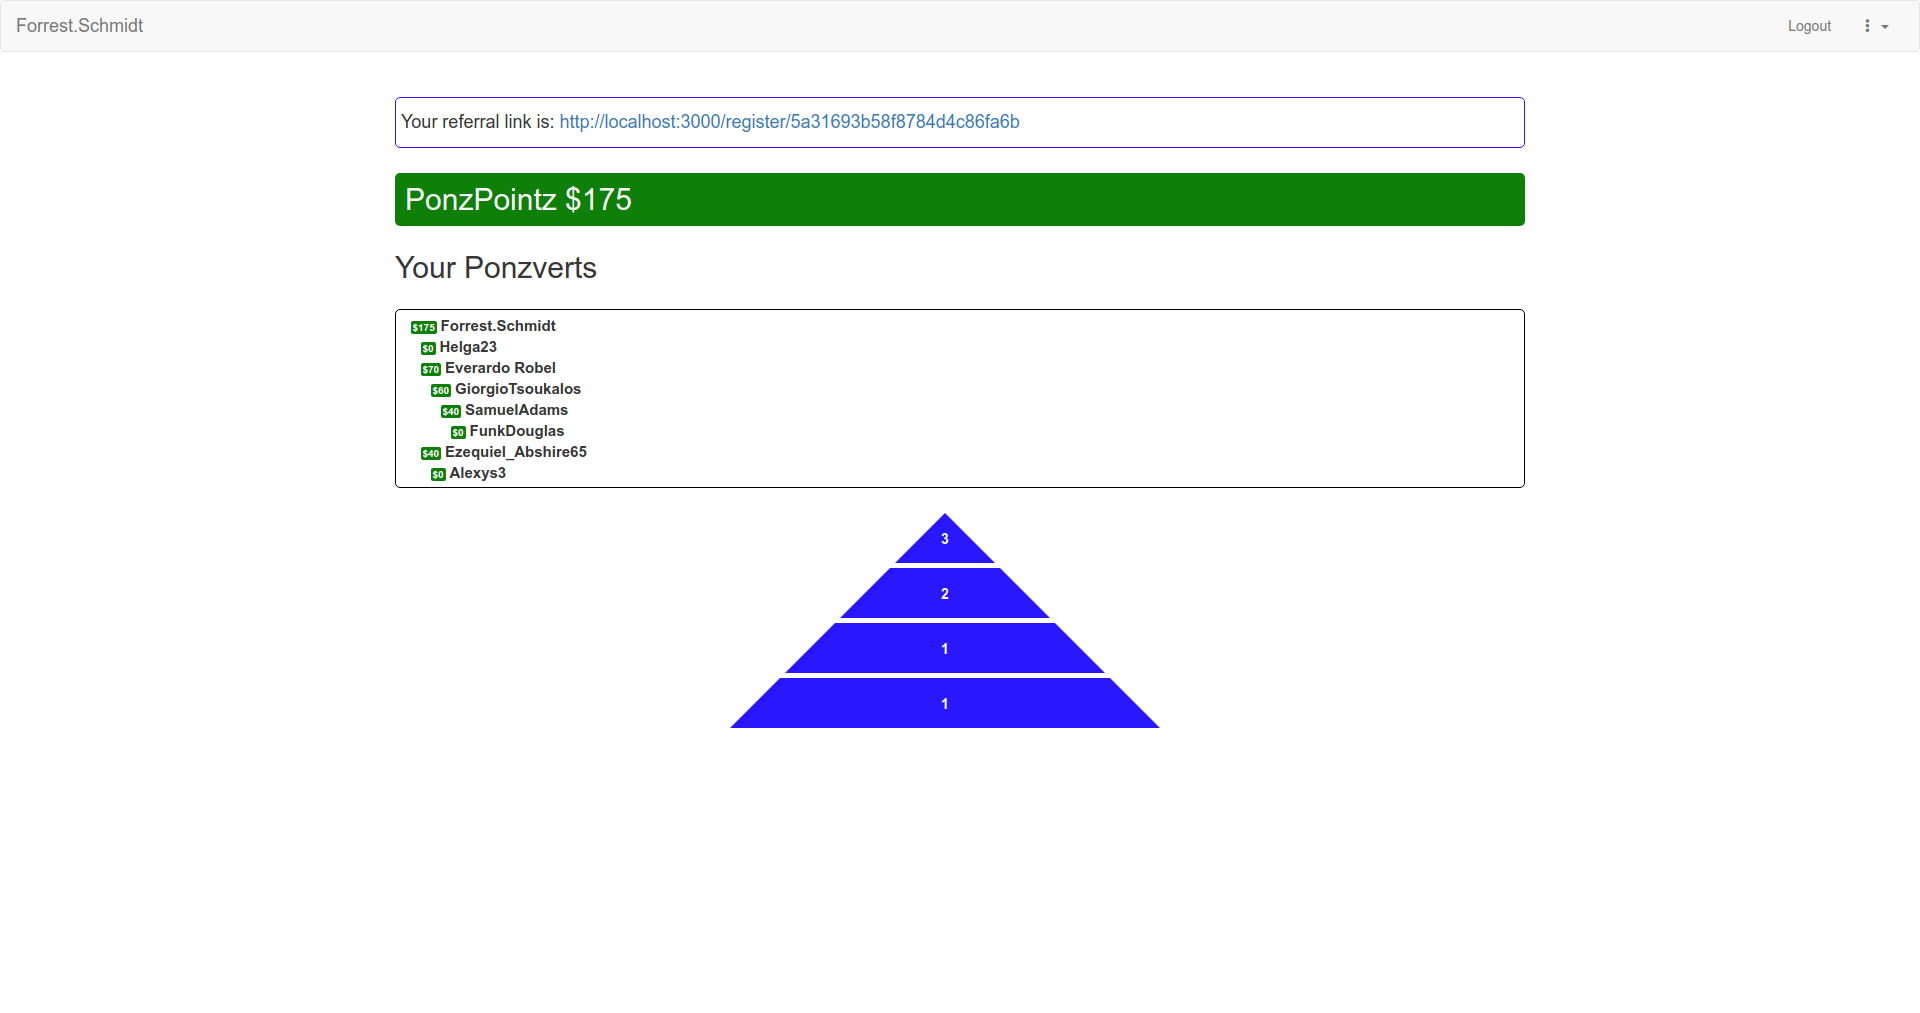 Forrest.Schmidt
Logout
Your referral link is: http://localhost:3000/register/5a31693b58f8784d4c86fa6b
PonzPointz $175
Your Ponzverts
$175 Forrest.Schmidt
$0 Helga23
$70 Everardo Robel
$60 GiorgioTsoukalos
$40 SamuelAdams
$0 FunkDouglas
$40 Ezequiel_Abshire65
$0 Alexys3
3
2
1
1